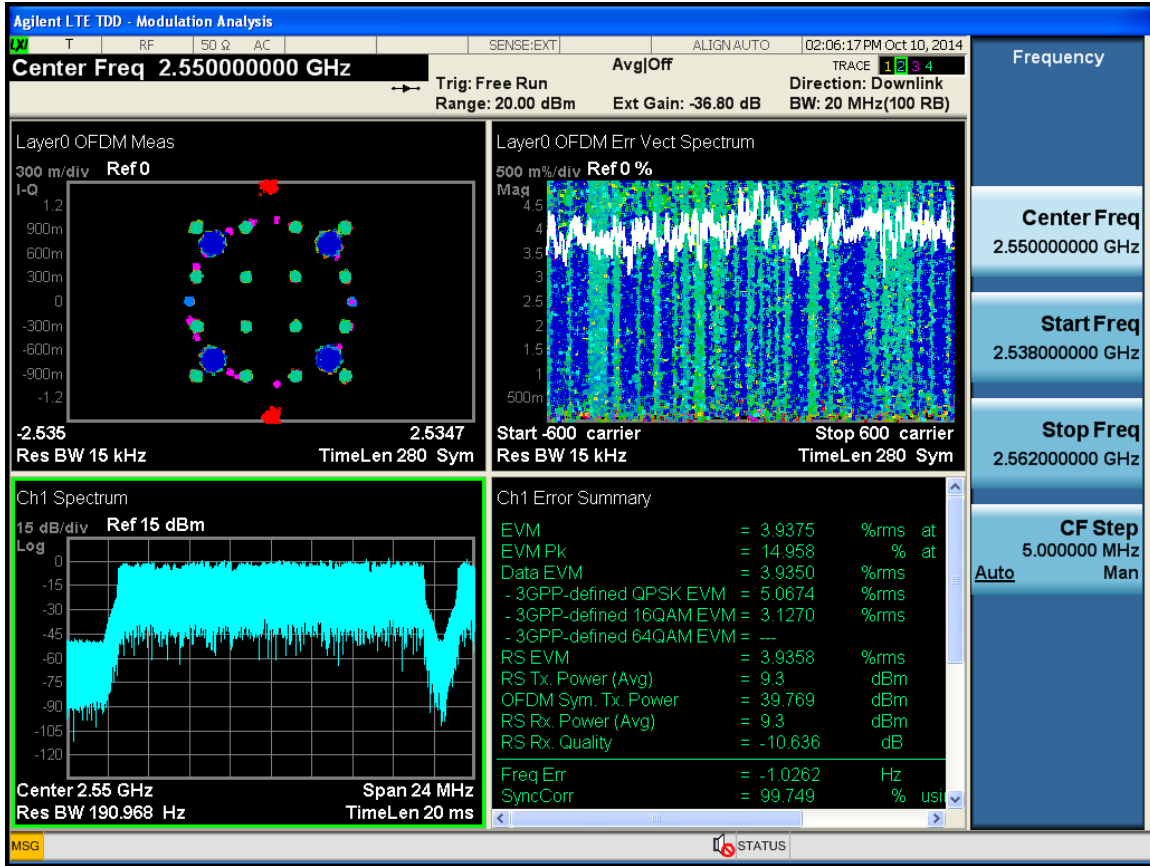 Agilent LTE TDD - Modulation Analysis
LXI T RF 50 Ω AC SENSE:EXT ALIGN AUTO 02:06:17 PM Oct 10, 2014
Center Freq 2.550000000 GHz
Trig: Free Run
Range: 20.00 dBm
Avg|Off
Ext Gain: -36.80 dB
TRACE 1 2 3 4
Direction: Downlink
BW: 20 MHz(100 RB)
Layer0 OFDM Meas
300 m/div Ref 0
I-Q
1.2
900m
600m
300m
0
-300m
-600m
-900m
-1.2
-2.535 2.5347
Res BW 15 kHz TimeLen 280 Sym
Layer0 OFDM Err Vect Spectrum
500 m%/div Ref 0 %
Mag
4.5
4
3.5
3
2.5
2
1.5
1
500m
Start -600 carrier Stop 600 carrier
Res BW 15 kHz TimeLen 280 Sym
Ch1 Spectrum
15 dB/div Ref 15 dBm
Log
0
-15
-30
-45
-60
-75
-90
-105
-120
Center 2.55 GHz Span 24 MHz
Res BW 190.968 Hz TimeLen 20 ms
Ch1 Error Summary
EVM = 3.9375 %rms at
EVM Pk = 14.958 % at
Data EVM = 3.9350 %rms
- 3GPP-defined QPSK EVM = 5.0674 %rms
- 3GPP-defined 16QAM EVM = 3.1270 %rms
- 3GPP-defined 64QAM EVM = ---
RS EVM = 3.9358 %rms
RS Tx. Power (Avg) = 9.3 dBm
OFDM Sym. Tx. Power = 39.769 dBm
RS Rx. Power (Avg) = 9.3 dBm
RS Rx. Quality = -10.636 dB
Freq Err = -1.0262 Hz
SyncCorr = 99.749 % usi
Frequency
Center Freq
2.550000000 GHz
Start Freq
2.538000000 GHz
Stop Freq
2.562000000 GHz
CF Step
5.000000 MHz
Auto Man
MSG STATUS